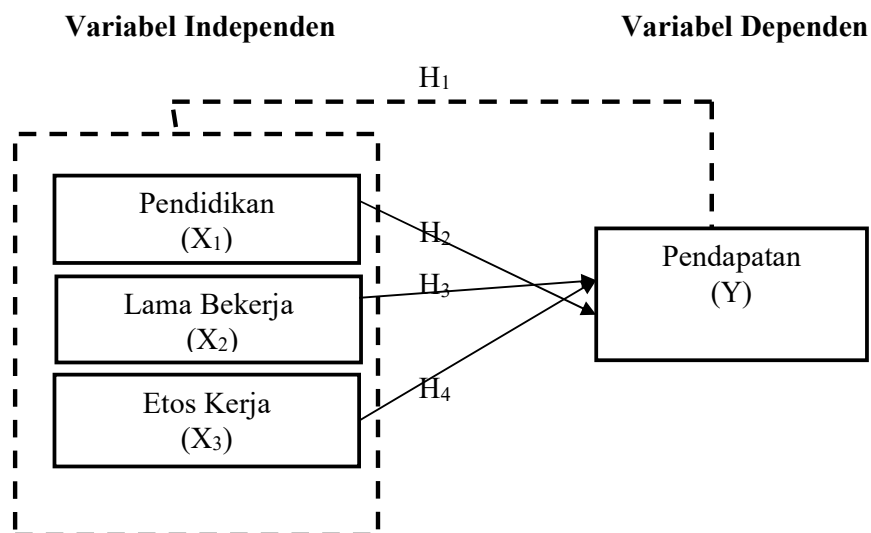 Variabel Independen
Variabel Dependen
H₁
Pendidikan
(X₁)
H₂
Lama Bekerja
(X₂)
H₃
Etos Kerja
(X₃)
H₄
Pendapatan
(Y)